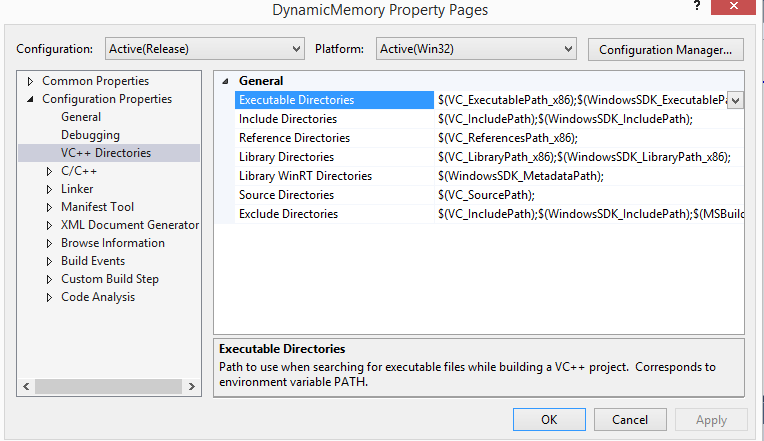 DynamicMemory Property Pages
?
Configuration: Active(Release) Platform: Active(Win32) Configuration Manager...
Common Properties
Configuration Properties
General
Debugging
VC++ Directories
C/C++
Linker
Manifest Tool
XML Document Generator
Browse Information
Build Events
Custom Build Step
Code Analysis
General
Executable Directories $(VC_ExecutablePath_x86);$(WindowsSDK_ExecutablePa
Include Directories $(VC_IncludePath);$(WindowsSDK_IncludePath);
Reference Directories $(VC_ReferencesPath_x86);
Library Directories $(VC_LibraryPath_x86);$(WindowsSDK_LibraryPath_x86);
Library WinRT Directories $(WindowsSDK_MetadataPath);
Source Directories $(VC_SourcePath);
Exclude Directories $(VC_IncludePath);$(WindowsSDK_IncludePath);$(MSBuild
Executable Directories
Path to use when searching for executable files while building a VC++ project. Corresponds to
environment variable PATH.
OK Cancel Apply